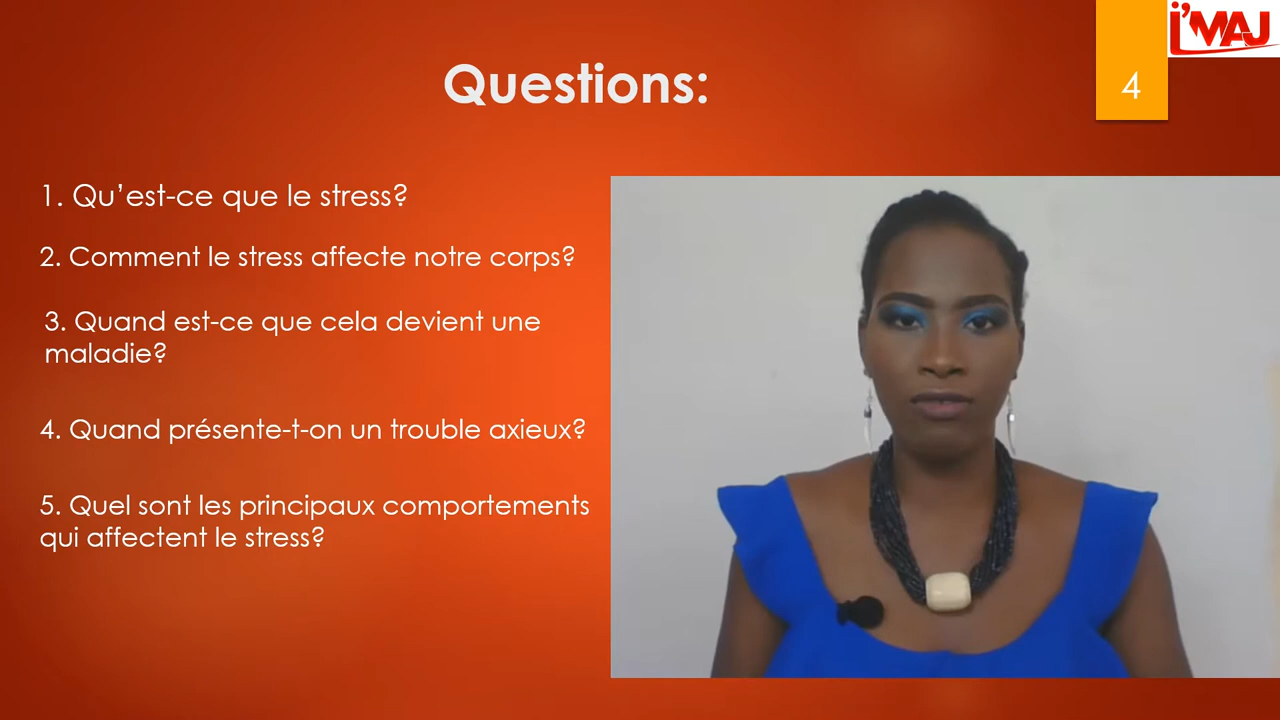 i'MAJ
4
Questions:
1. Qu’est-ce que le stress?
2. Comment le stress affecte notre corps?
3. Quand est-ce que cela devient une
maladie?
4. Quand présente-t-on un trouble axieux?
5. Quel sont les principaux comportements
qui affectent le stress?